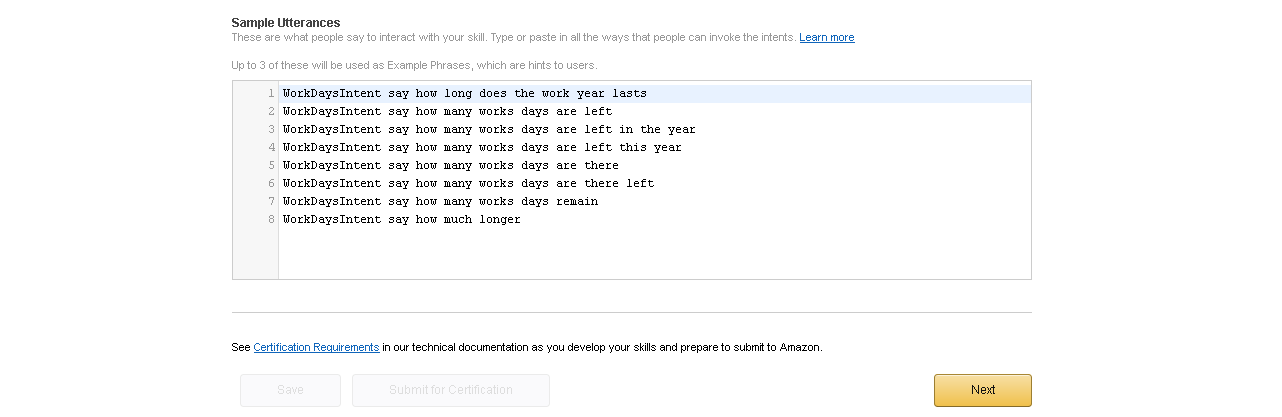 Sample Utterances
These are what people say to interact with your skill. Type or paste in all the ways that people can invoke the intents. Learn more
Up to 3 of these will be used as Example Phrases, which are hints to users.
1 WorkDaysIntent say how long does the work year lasts
2 WorkDaysIntent say how many works days are left
3 WorkDaysIntent say how many works days are left in the year
4 WorkDaysIntent say how many works days are left this year
5 WorkDaysIntent say how many works days are there
6 WorkDaysIntent say how many works days are there left
7 WorkDaysIntent say how many works days remain
8 WorkDaysIntent say how much longer
See Certification Requirements in our technical documentation as you develop your skills and prepare to submit to Amazon.
Save Submit for Certification Next